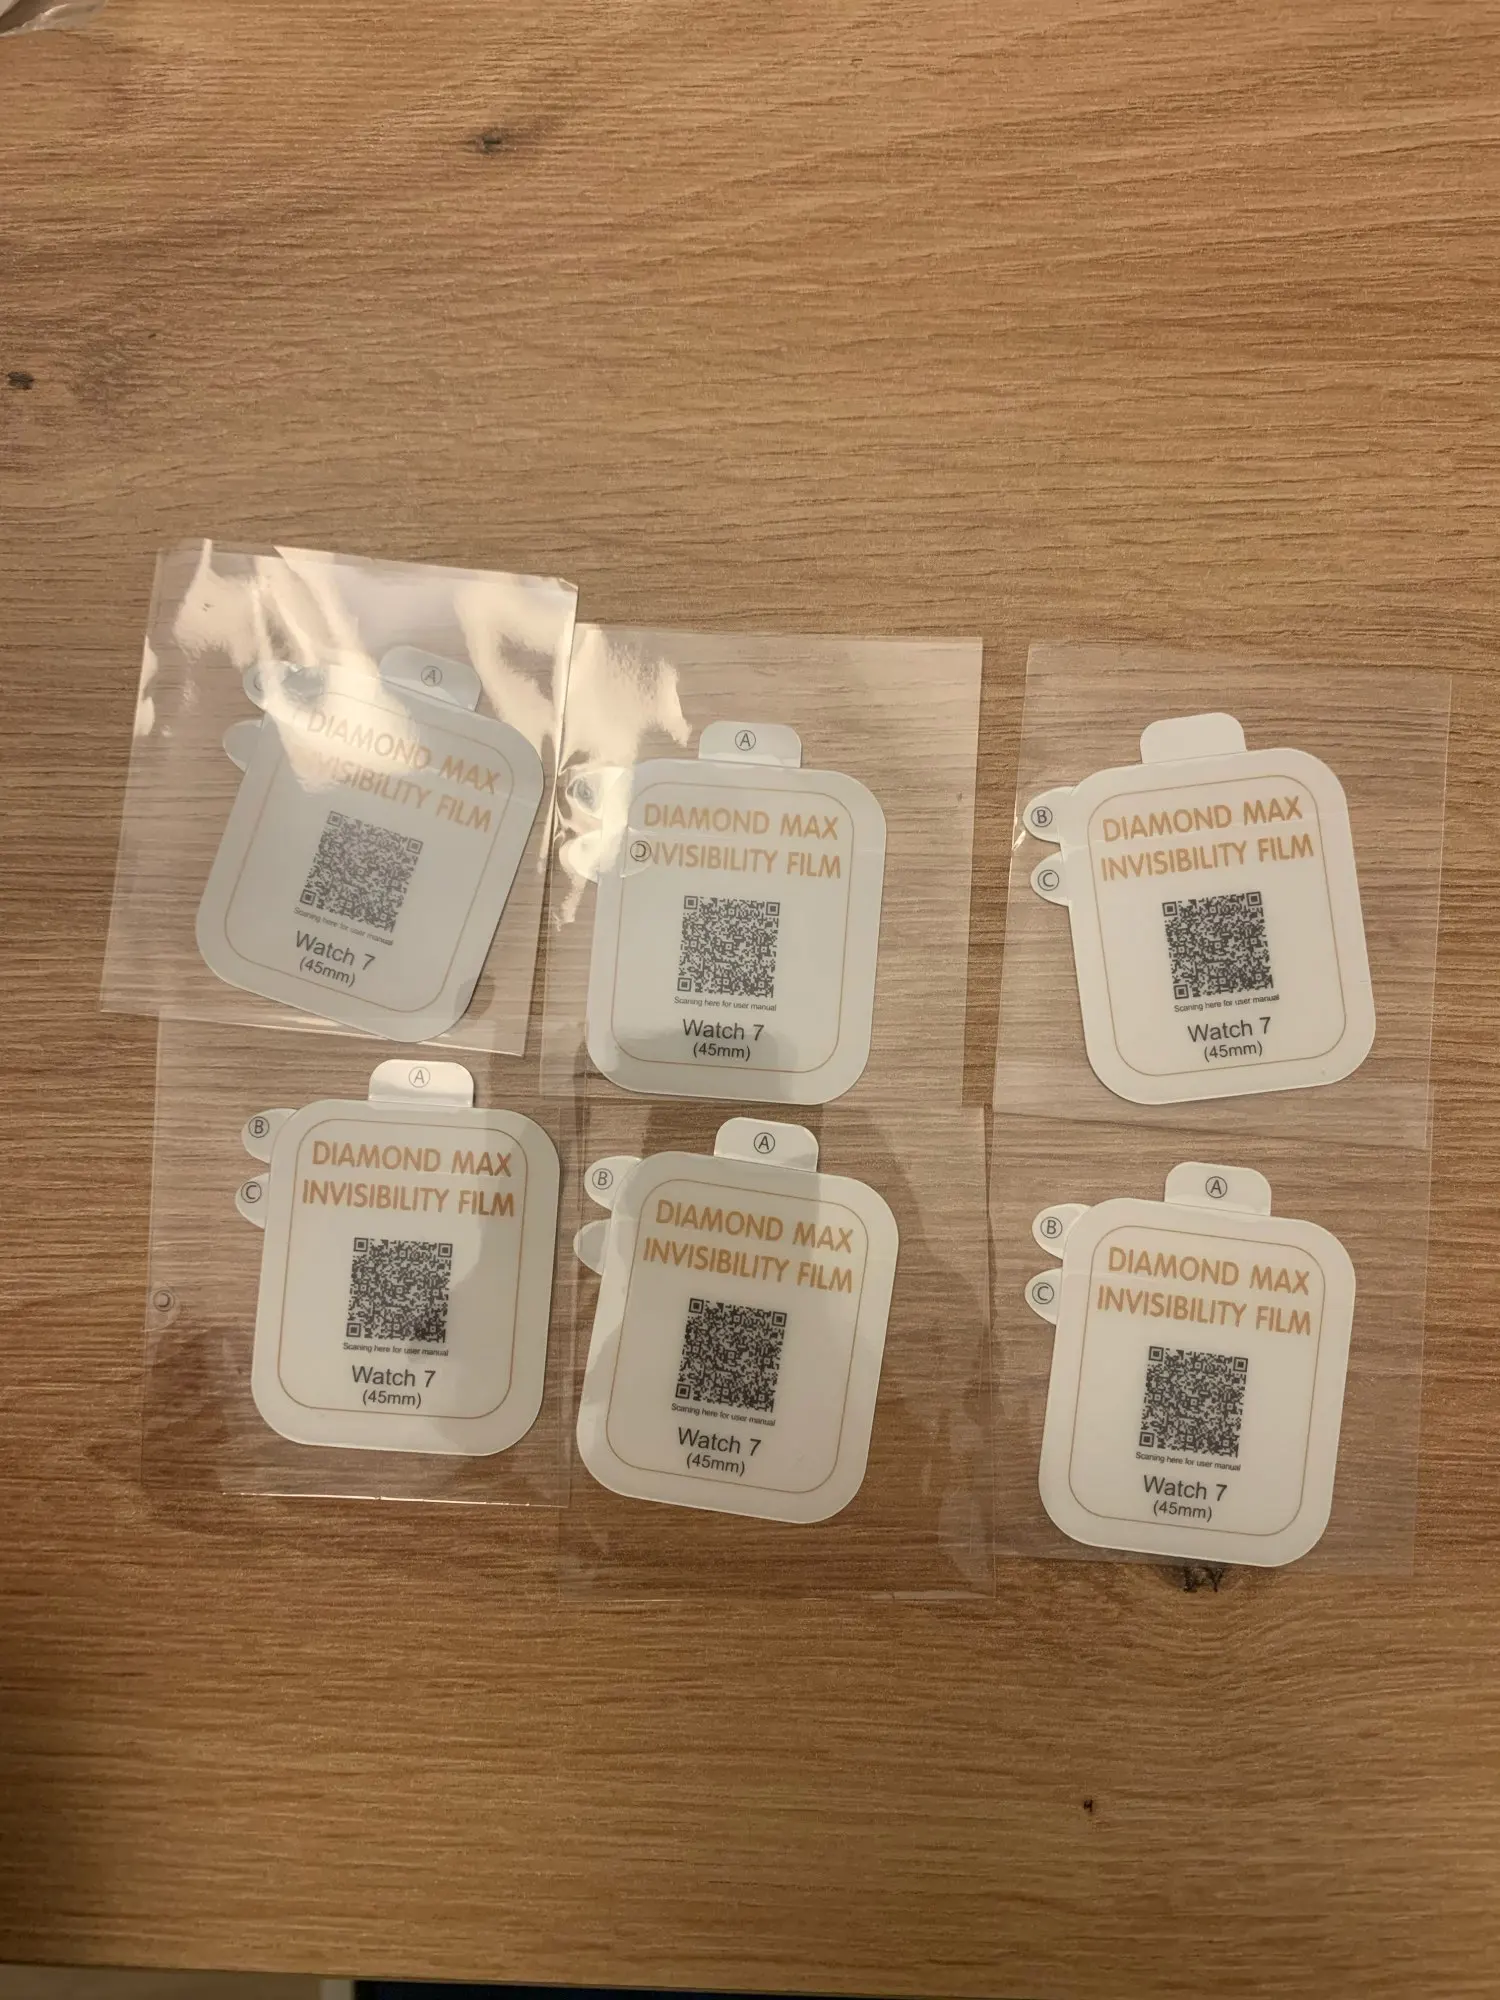 A
DIAMOND MAX
INVISIBILITY FILM
Scaning here for user manual
Watch 7
(45mm)
A
C
DIAMOND MAX
INVISIBILITY FILM
Scaning here for user manual
Watch 7
(45mm)
B
C
DIAMOND MAX
INVISIBILITY FILM
Scaning here for user manual
Watch 7
(45mm)
A
B
C
DIAMOND MAX
INVISIBILITY FILM
Scaning here for user manual
Watch 7
(45mm)
C
A
B
DIAMOND MAX
INVISIBILITY FILM
Scaning here for user manual
Watch 7
(45mm)
A
B
C
DIAMOND MAX
INVISIBILITY FILM
Scaning here for user manual
Watch 7
(45mm)